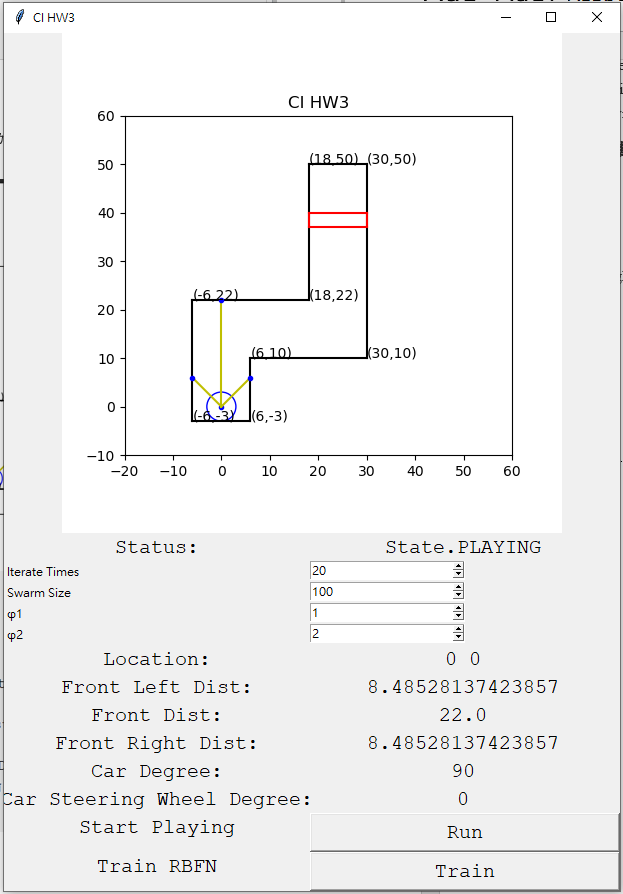 CI HW3
CI HW3
60
50
40
30
20
10
0
−10
(18,50) (30,50)
(-6,22) (18,22)
(6,10) (30,10)
(-6,-3) (6,-3)
−20 −10 0 10 20 30 40 50 60
Status: State.PLAYING
Iterate Times 20
Swarm Size 100
φ1 1
φ2 2
Location: 0 0
Front Left Dist: 8.48528137423857
Front Dist: 22.0
Front Right Dist: 8.48528137423857
Car Degree: 90
Car Steering Wheel Degree: 0
Start Playing Run
Train RBFN Train